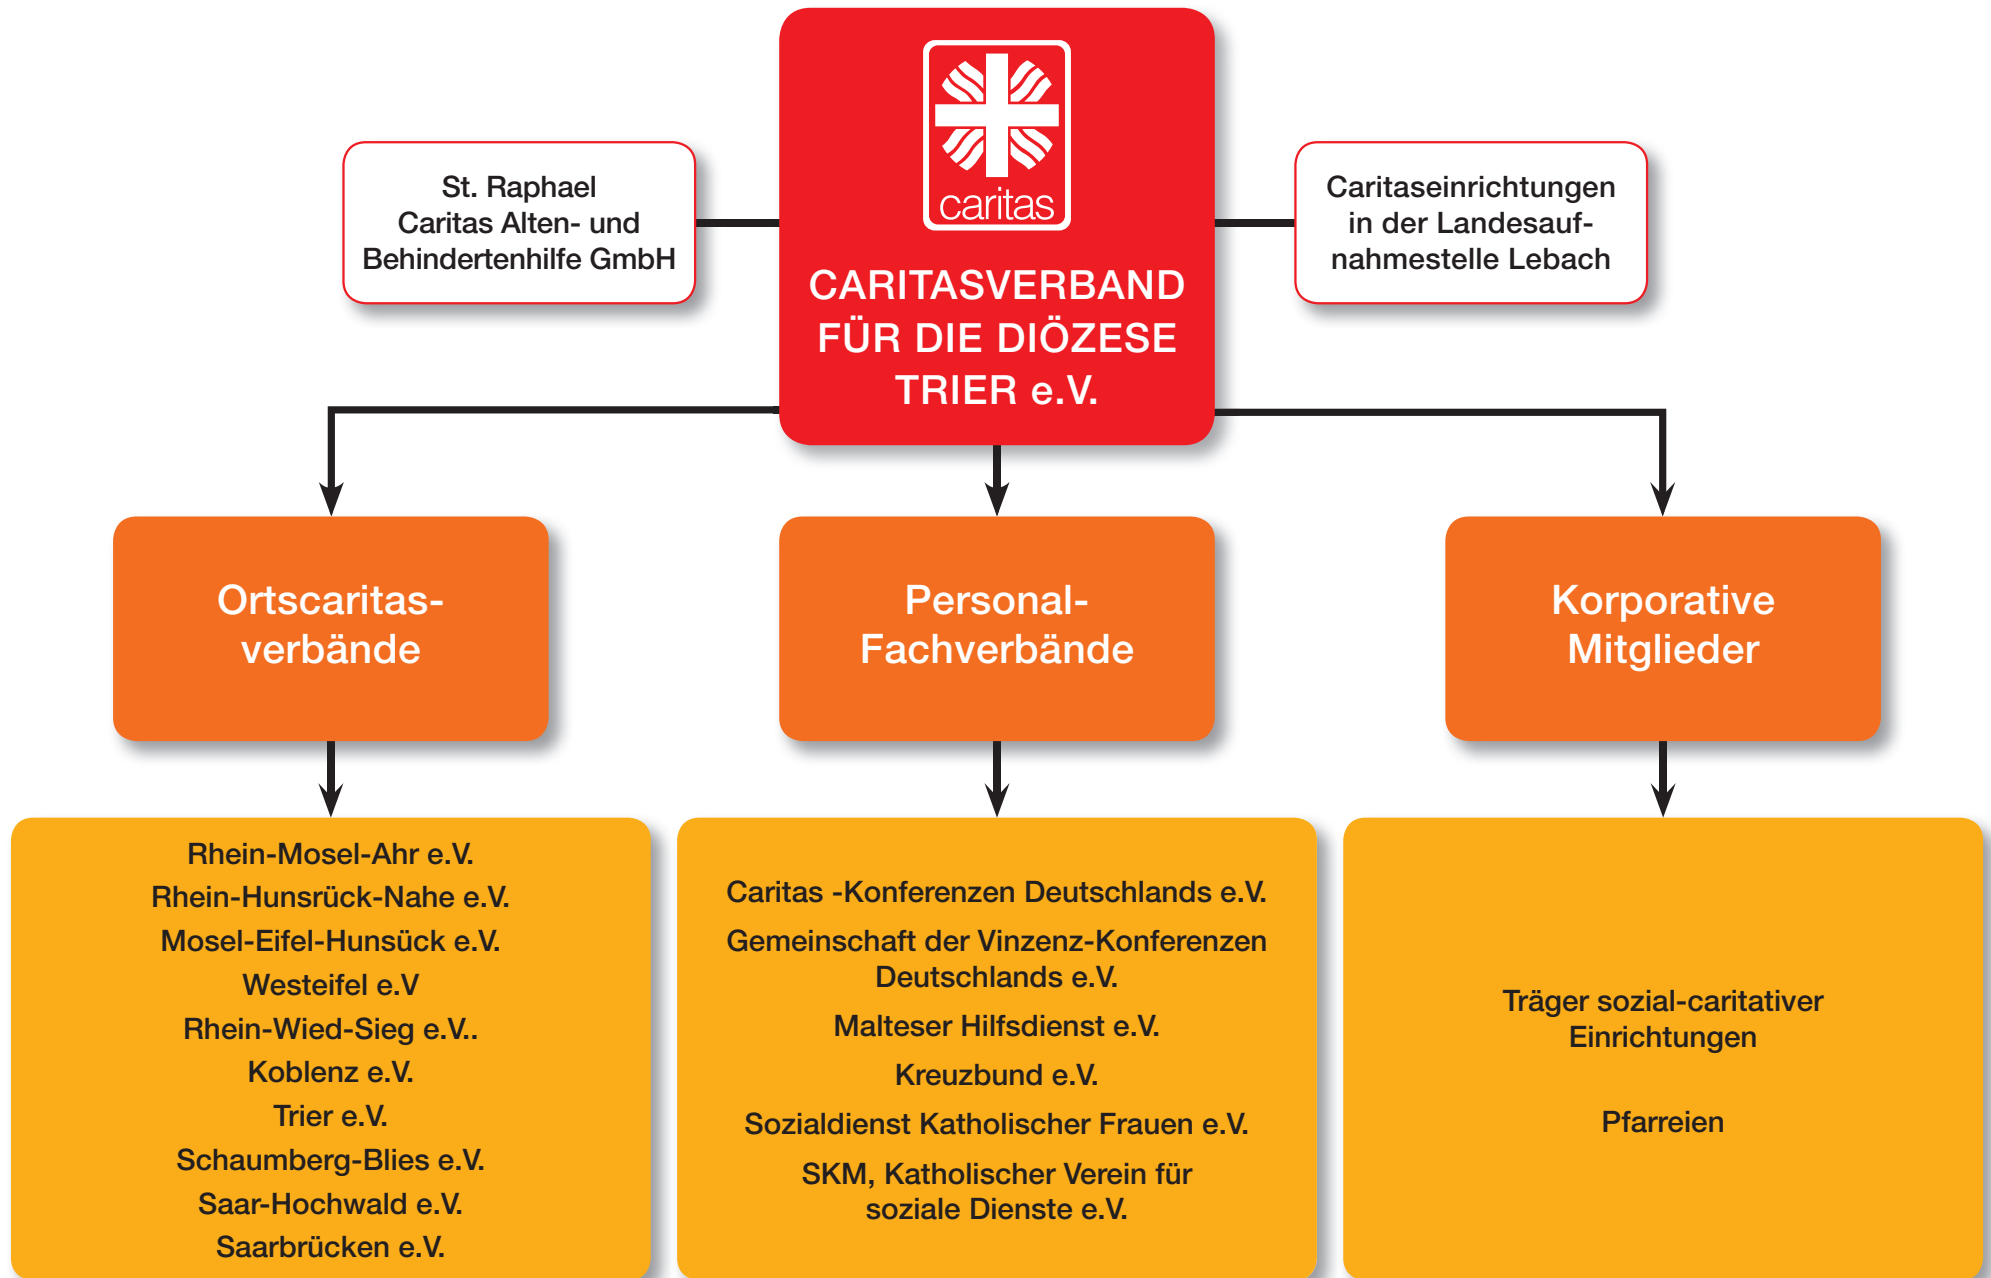 caritas
CARITASVERBAND
FÜR DIE DIÖZESE
TRIER e.V.
St. Raphael
Caritas Alten- und
Behindertenhilfe GmbH
Caritaseinrichtungen
in der Landesauf-
nahmestelle Lebach
Ortscaritas-
verbände
Personal-
Fachverbände
Korporative
Mitglieder
Rhein-Mosel-Ahr e.V.
Rhein-Hunsrück-Nahe e.V.
Mosel-Eifel-Hunsück e.V.
Westeifel e.V
Rhein-Wied-Sieg e.V..
Koblenz e.V.
Trier e.V.
Schaumberg-Blies e.V.
Saar-Hochwald e.V.
Saarbrücken e.V.
Caritas -Konferenzen Deutschlands e.V.
Gemeinschaft der Vinzenz-Konferenzen
Deutschlands e.V.
Malteser Hilfsdienst e.V.
Kreuzbund e.V.
Sozialdienst Katholischer Frauen e.V.
SKM, Katholischer Verein für
soziale Dienste e.V.
Träger sozial-caritativer
Einrichtungen
Pfarreien